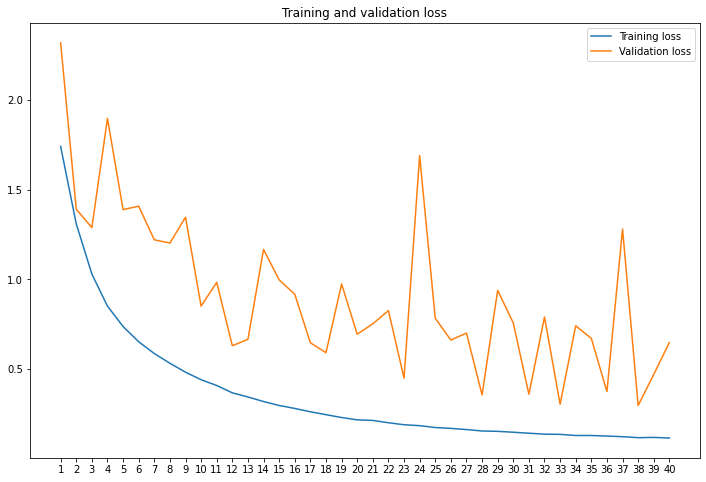 Training and validation loss
Training loss
Validation loss
2.0
1.5
1.0
0.5
1 2 3 4 5 6 7 8 9 10 11 12 13 14 15 16 17 18 19 20 21 22 23 24 25 26 27 28 29 30 31 32 33 34 35 36 37 38 39 40